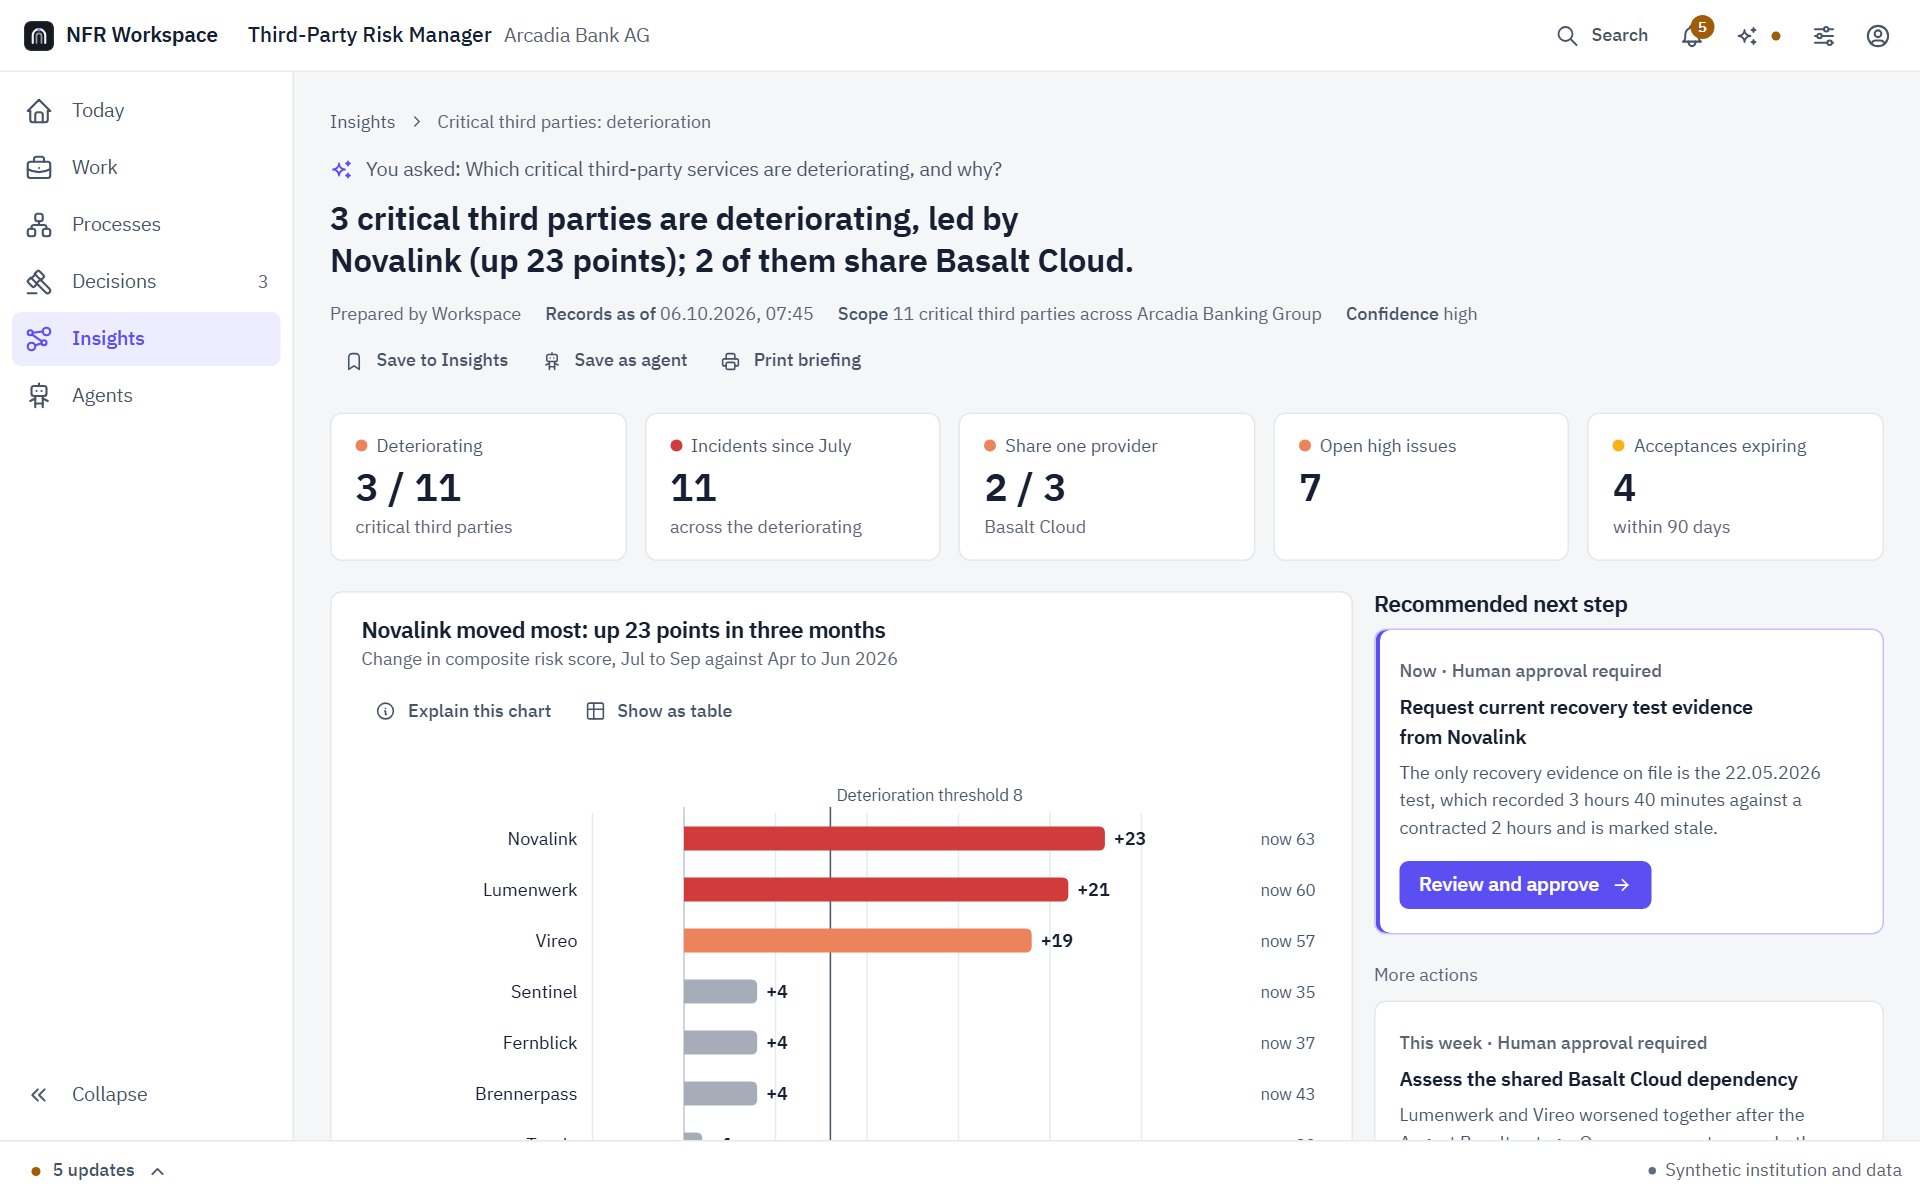 NFR Workspace
Third-Party Risk Manager Arcadia Bank AG
Search
5
Today
Work
Processes
Decisions 3
Insights
Agents
Collapse
Insights > Critical third parties: deterioration
You asked: Which critical third-party services are deteriorating, and why?
3 critical third parties are deteriorating, led by
Novalink (up 23 points); 2 of them share Basalt Cloud.
Prepared by Workspace Records as of 06.10.2026, 07:45 Scope 11 critical third parties across Arcadia Banking Group Confidence high
Save to Insights Save as agent Print briefing
Deteriorating
3 / 11
critical third parties
Incidents since July
11
across the deteriorating
Share one provider
2 / 3
Basalt Cloud
Open high issues
7
Acceptances expiring
4
within 90 days
Novalink moved most: up 23 points in three months
Change in composite risk score, Jul to Sep against Apr to Jun 2026
Explain this chart Show as table
Deterioration threshold 8
Novalink +23 now 63
Lumenwerk +21 now 60
Vireo +19 now 57
Sentinel +4 now 35
Fernblick +4 now 37
Brennerpass +4 now 43
Recommended next step
Now · Human approval required
Request current recovery test evidence
from Novalink
The only recovery evidence on file is the 22.05.2026
test, which recorded 3 hours 40 minutes against a
contracted 2 hours and is marked stale.
Review and approve
More actions
This week · Human approval required
Assess the shared Basalt Cloud dependency
Lumenwerk and Vireo worsened together after the
5 updates
Synthetic institution and data